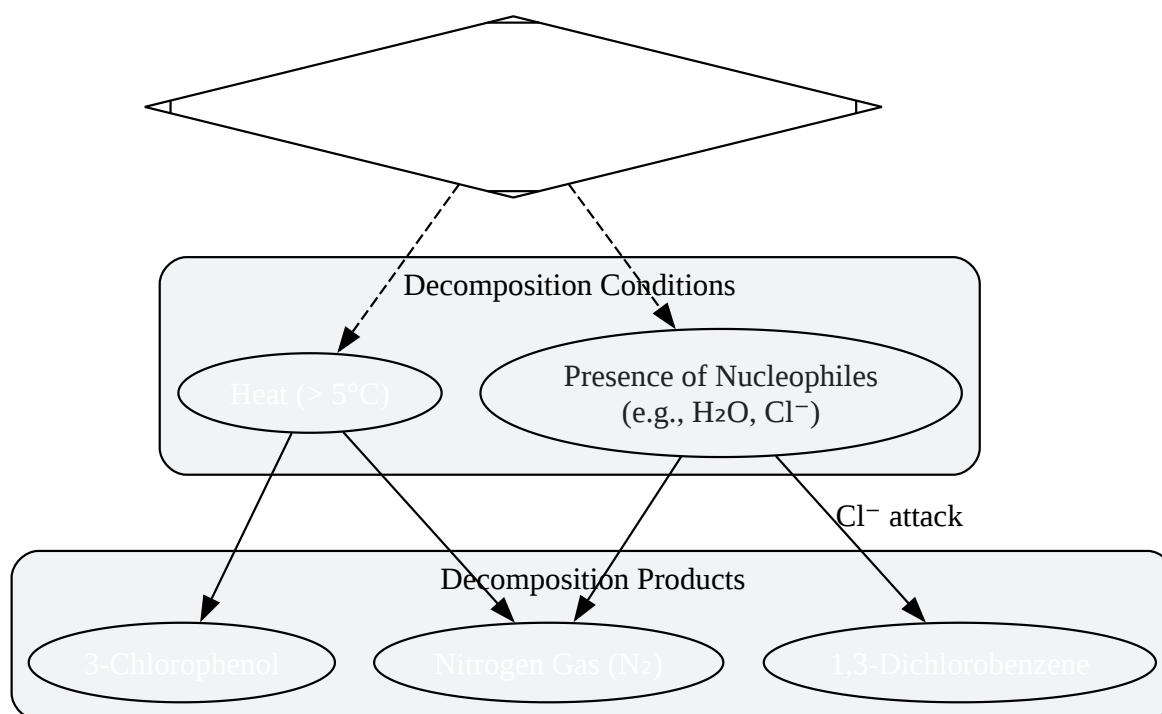 Decomposition Conditions
Heat (> 5°C)
Presence of Nucleophiles
(e.g., H₂O, Cl⁻)
Cl⁻ attack
Decomposition Products
3-Chlorophenol
Nitrogen Gas (N₂)
1,3-Dichlorobenzene